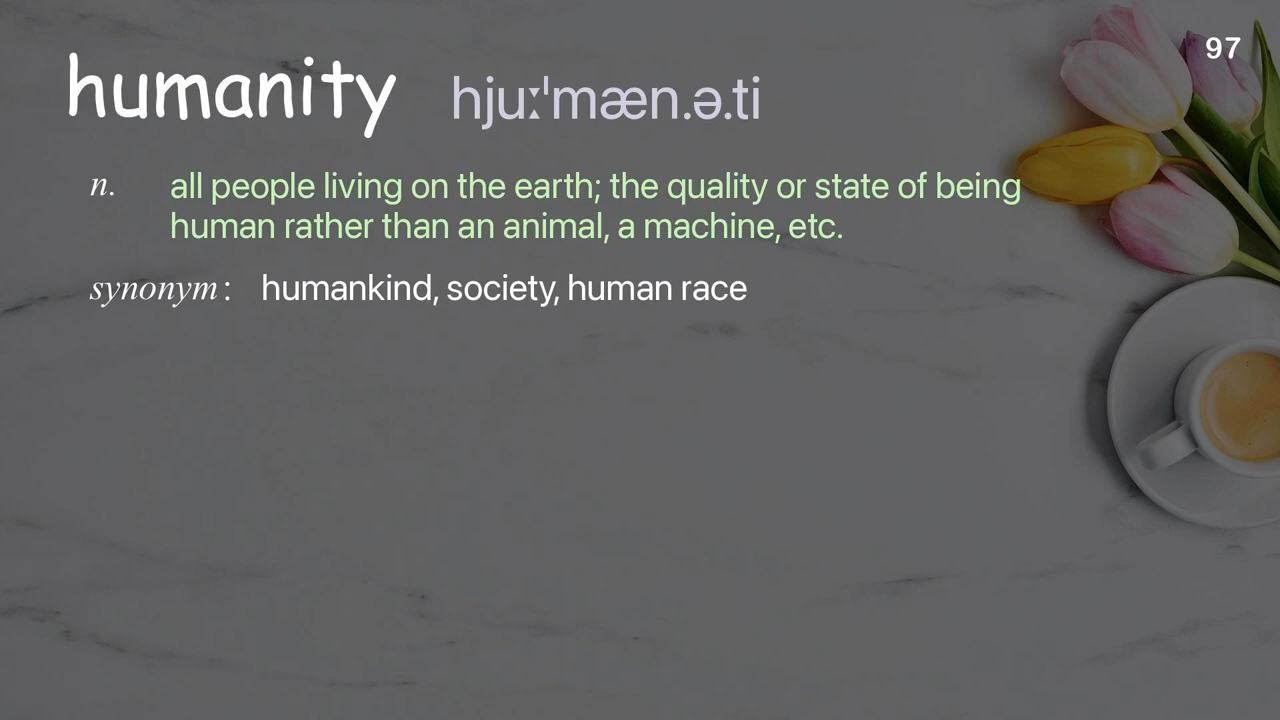 97
humanity hjuːˈmæn.ə.ti
n. all people living on the earth; the quality or state of being
human rather than an animal, a machine, etc.
synonym: humankind, society, human race